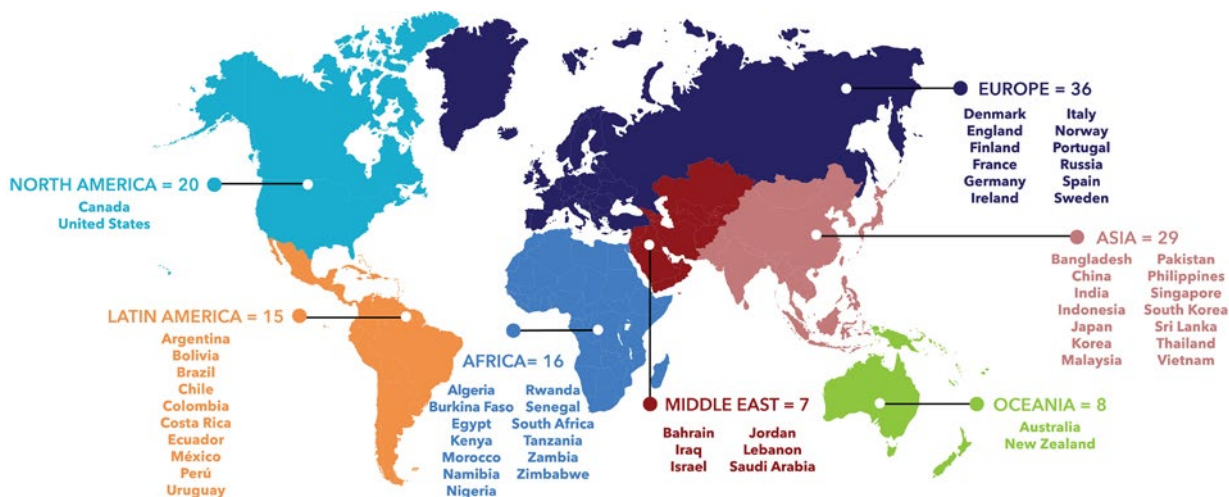 NORTH AMERICA = 20
Canada
United States
LATIN AMERICA = 15
Argentina
Bolivia
Brazil
Chile
Colombia
Costa Rica
Ecuador
México
Perú
Uruguay
AFRICA= 16
Algeria
Burkina Faso
Egypt
Kenya
Morocco
Namibia
Nigeria
Rwanda
Senegal
South Africa
Tanzania
Zambia
Zimbabwe
EUROPE = 36
Denmark
England
Finland
France
Germany
Ireland
Italy
Norway
Portugal
Russia
Spain
Sweden
MIDDLE EAST = 7
Bahrain
Iraq
Israel
Jordan
Lebanon
Saudi Arabia
ASIA = 29
Bangladesh
China
India
Indonesia
Japan
Korea
Malaysia
Pakistan
Philippines
Singapore
South Korea
Sri Lanka
Thailand
Vietnam
OCEANIA = 8
Australia
New Zealand